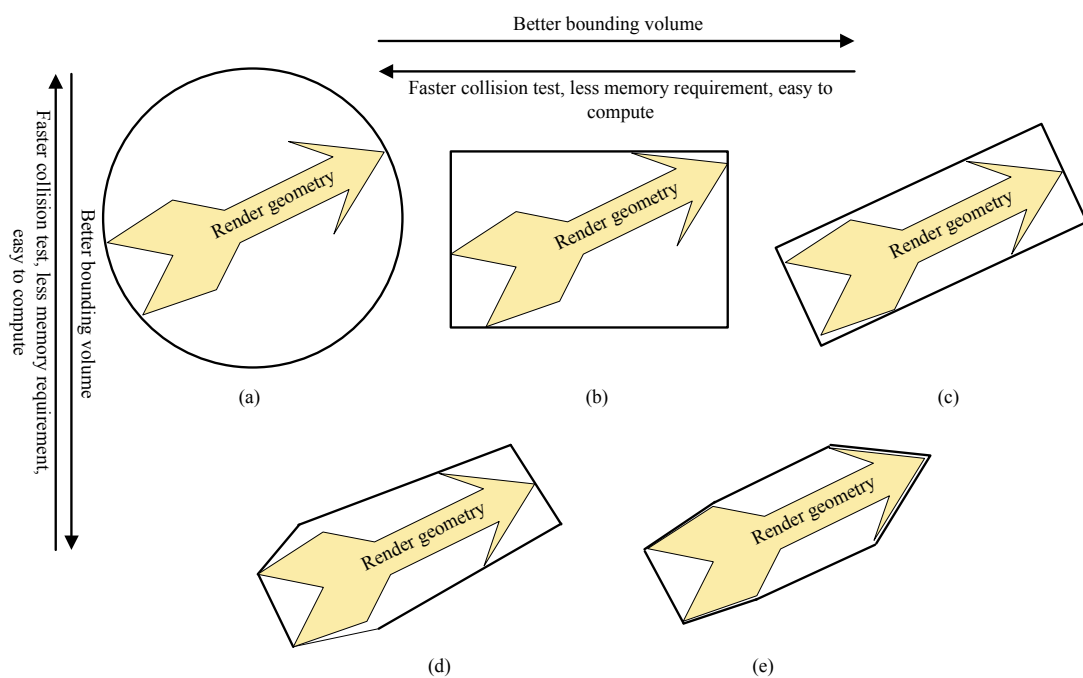 Better bounding volume
Faster collision test, less memory requirement, easy to
compute
Faster collision test, less memory requirement,
easy to compute
Better bounding volume
Render geometry
Render geometry
Render geometry
(a)
(b)
(c)
Render geometry
Render geometry
(d)
(e)